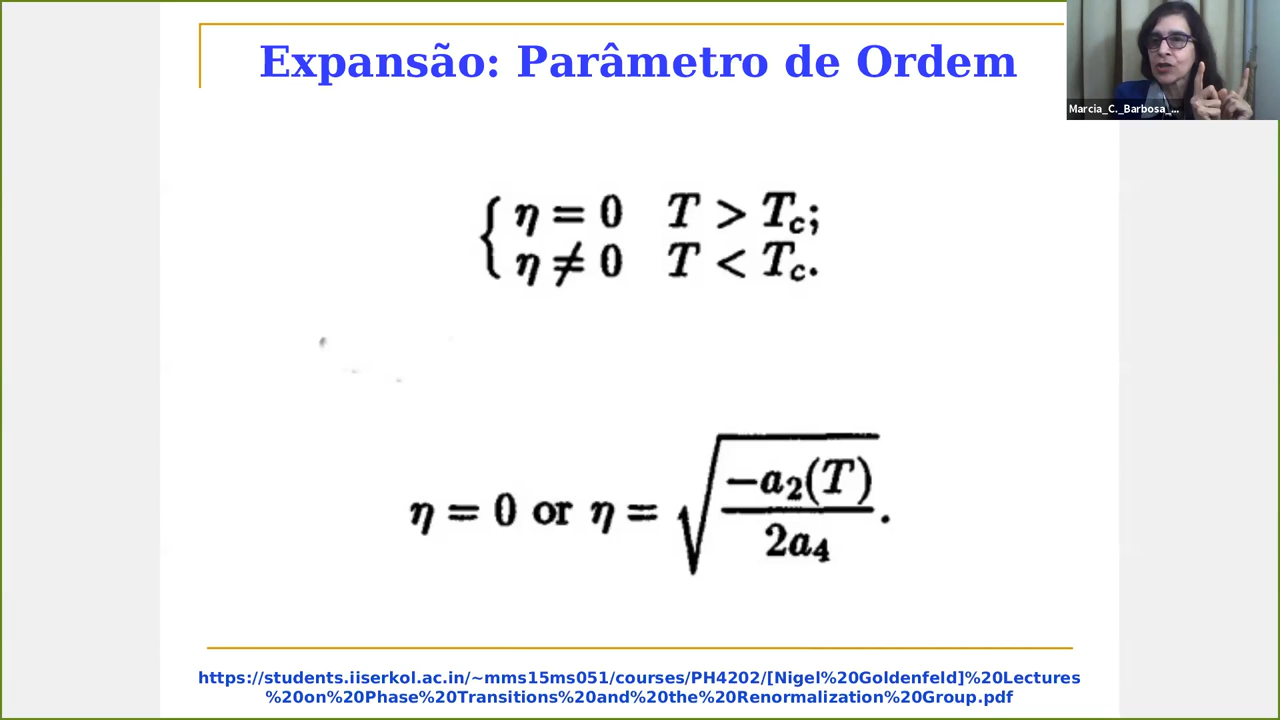 Expansão: Parâmetro de Ordem
Marcia_C._Barbosa_...
{ η = 0 T > T_c;
η ≠ 0 T < T_c.
η = 0 or η = √(−a₂(T) / 2a₄).
https://students.iiserkol.ac.in/~mms15ms051/courses/PH4202/[Nigel%20Goldenfeld]%20Lectures
%20on%20Phase%20Transitions%20and%20the%20Renormalization%20Group.pdf